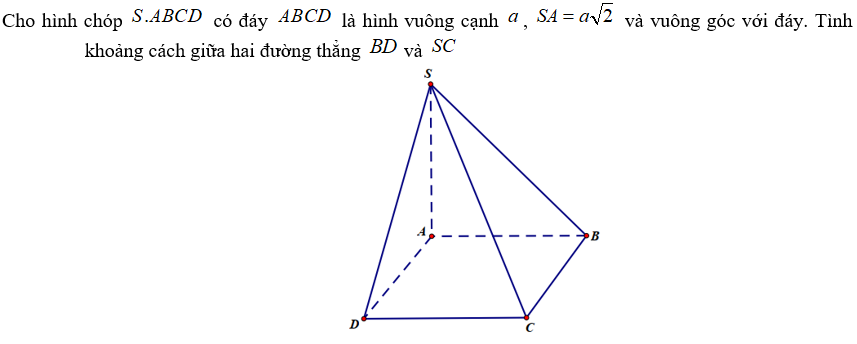 Cho hình chóp S.ABCD có đáy ABCD là hình vuông cạnh a, SA = a√2 và vuông góc với đáy. Tình
khoảng cách giữa hai đường thẳng BD và SC
S
A
B
D
C